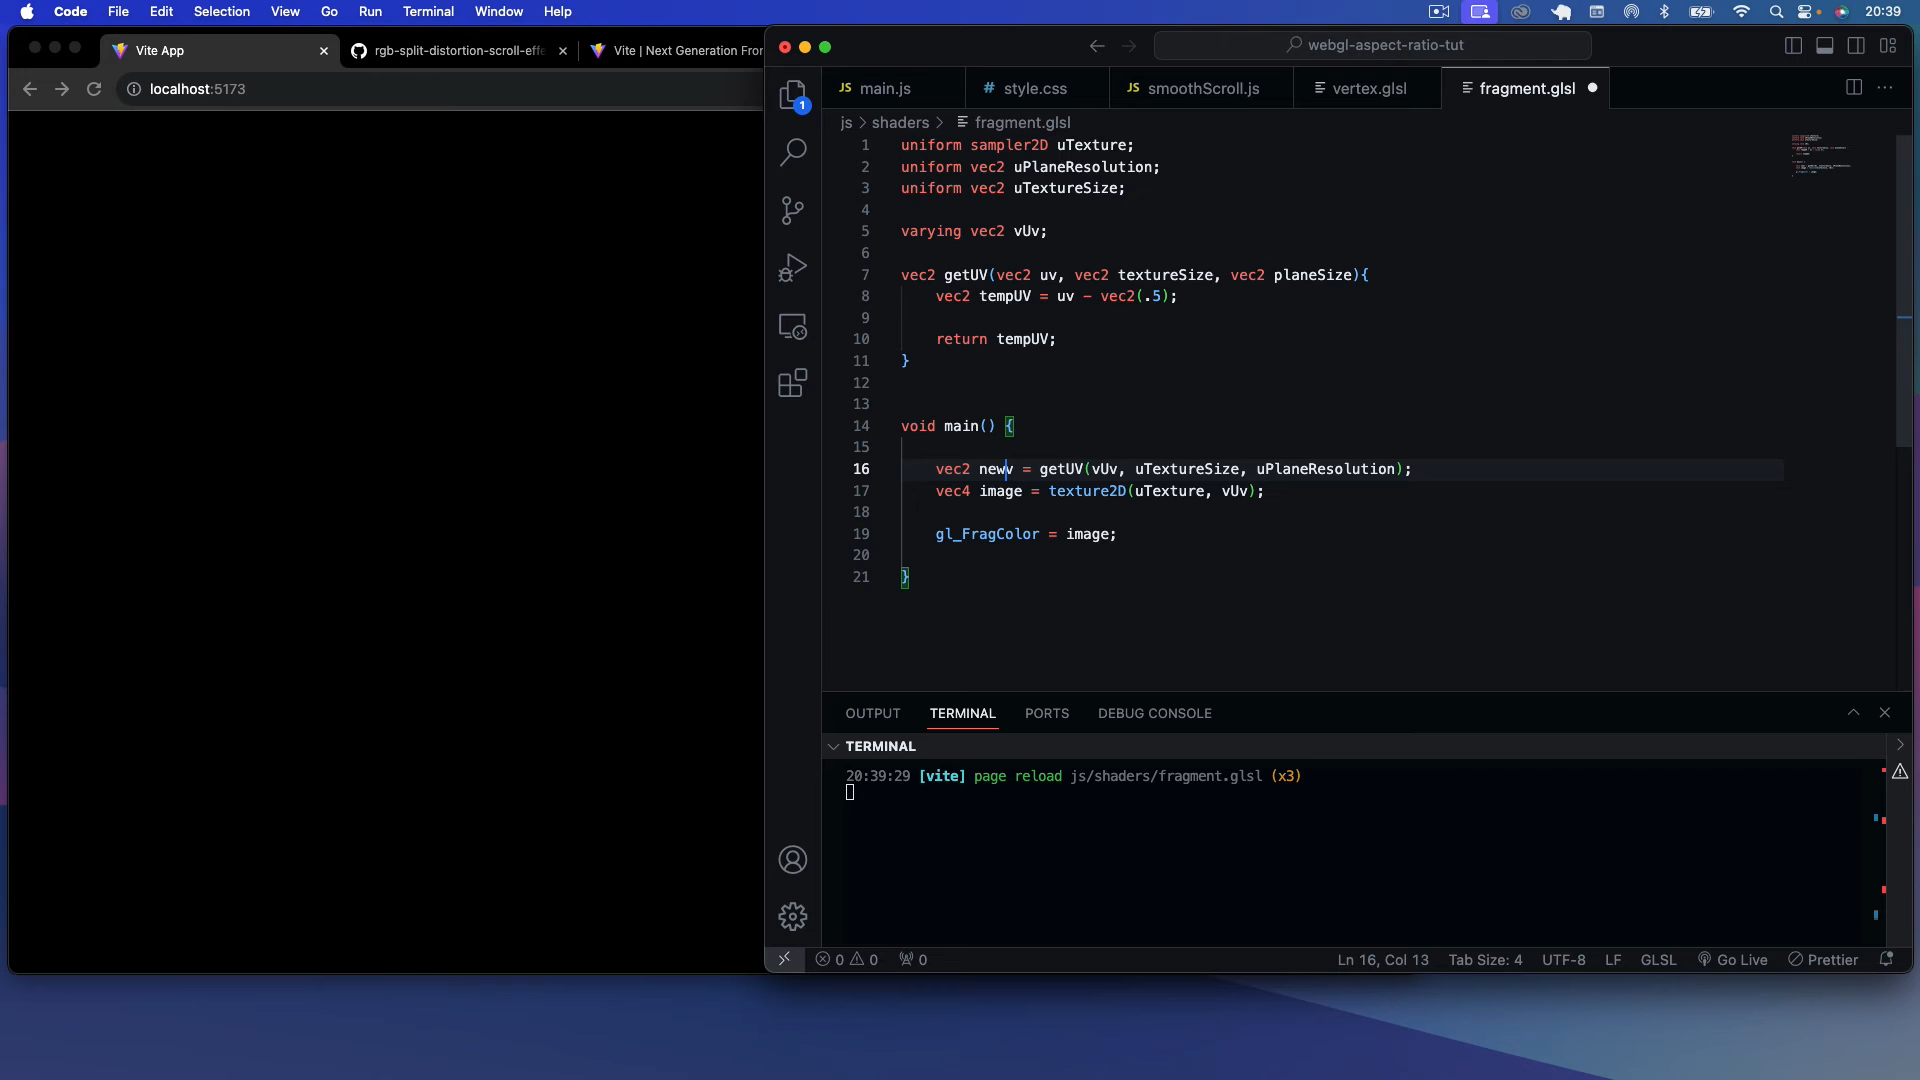 Code File Edit Selection View Go Run Terminal Window Help 20:39
Vite App rgb-split-distortion-scroll-effe Vite | Next Generation Fron
localhost:5173
webgl-aspect-ratio-tut
JS main.js # style.css JS smoothScroll.js vertex.glsl fragment.glsl
js > shaders > fragment.glsl
1 uniform sampler2D uTexture;
2 uniform vec2 uPlaneResolution;
3 uniform vec2 uTextureSize;
4
5 varying vec2 vUv;
6
7 vec2 getUV(vec2 uv, vec2 textureSize, vec2 planeSize){
8 vec2 tempUV = uv - vec2(.5);
9
10 return tempUV;
11 }
12
13
14 void main() {
15
16 vec2 newv = getUV(vUv, uTextureSize, uPlaneResolution);
17 vec4 image = texture2D(uTexture, vUv);
18
19 gl_FragColor = image;
20
21 }
1
OUTPUT TERMINAL PORTS DEBUG CONSOLE
TERMINAL
20:39:29 [vite] page reload js/shaders/fragment.glsl (x3)
0 0 0 Ln 16, Col 13 Tab Size: 4 UTF-8 LF GLSL Go Live Prettier